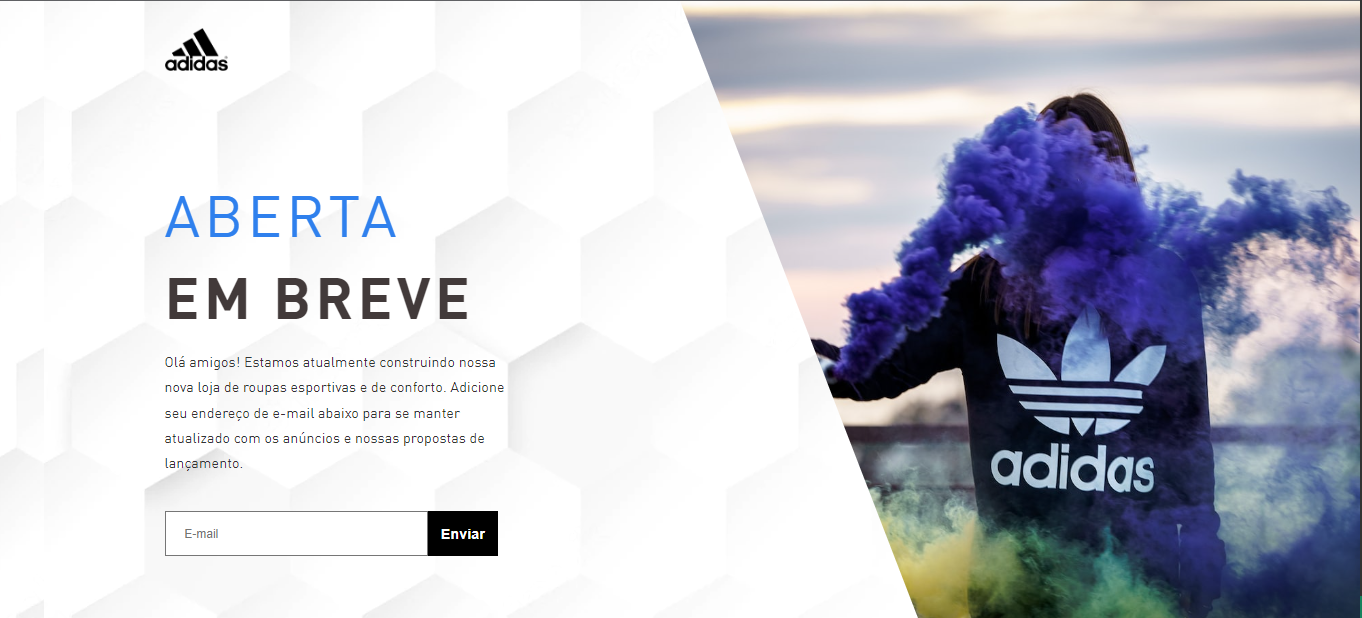 adidas
ABERTA
EM BREVE
Olá amigos! Estamos atualmente construindo nossa
nova loja de roupas esportivas e de conforto. Adicione
seu endereço de e-mail abaixo para se manter
atualizado com os anúncios e nossas propostas de
lançamento.
E-mail
Enviar
adidas